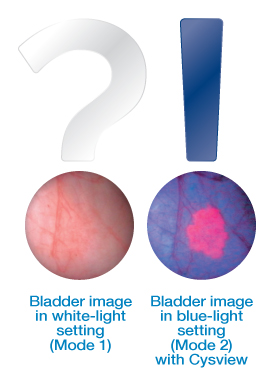 ? !
Bladder image
in white-light
setting
(Mode 1)
Bladder image
in blue-light
setting
(Mode 2)
with Cysview